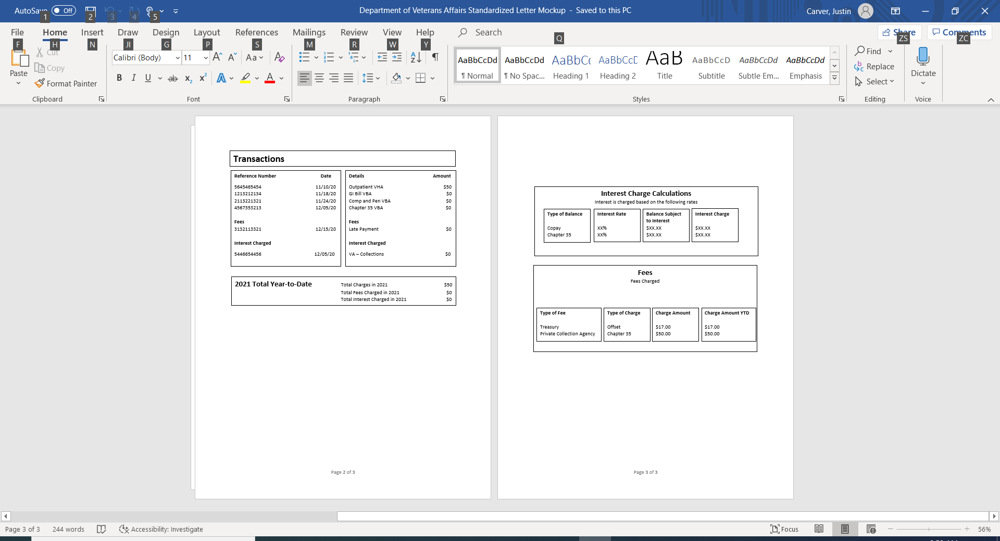 AutoSave Off
Department of Veterans Affairs Standardized Letter Mockup - Saved to this PC
Carver, Justin
1 2 3 4 5
File Home Insert Draw Design Layout References Mailings Review View Help Search
Share Comments
F H N JI G P S M R W Y Q ZS ZC
Paste
Cut
Copy
Format Painter
Clipboard
Calibri (Body) 11
Font
Paragraph
AaBbCcDd AaBbCcDd AaBbCc AaBbCcE AaB AaBbCcD AaBbCcDd AaBbCcDd
¶ Normal ¶ No Spac... Heading 1 Heading 2 Title Subtitle Subtle Em... Emphasis
Styles
Find
Replace
Select
Editing
Dictate
Voice
Transactions
Reference Number Date Details Amount
5645465454 11/10/20 Outpatient VHA $50
1213212134 11/18/20 GI Bill VBA $0
2113221321 11/24/20 Comp and Pen VBA $0
4567353213 12/05/20 Chapter 35 VBA $0
Fees Fees
3132113321 12/15/20 Late Payment $0
Interest Charged Interest Charged
5446654456 12/05/20 VA – Collections $0
2021 Total Year-to-Date Total Charges in 2021 $50
Total Fees Charged in 2021 $0
Total Interest Charged in 2021 $0
Page 2 of 3
Interest Charge Calculations
Interest is charged based on the following rates
Type of Balance Interest Rate Balance Subject Interest Charge
to Interest
Copay XX% $XX.XX $XX.XX
Chapter 35 XX% $XX.XX $XX.XX
Fees
Fees Charged
Type of Fee Type of Charge Charge Amount Charge Amount YTD
Treasury Offset $17.00 $17.00
Private Collection Agency Chapter 35 $50.00 $50.00
Page 3 of 3
Page 3 of 3 244 words Accessibility: Investigate Focus 56%